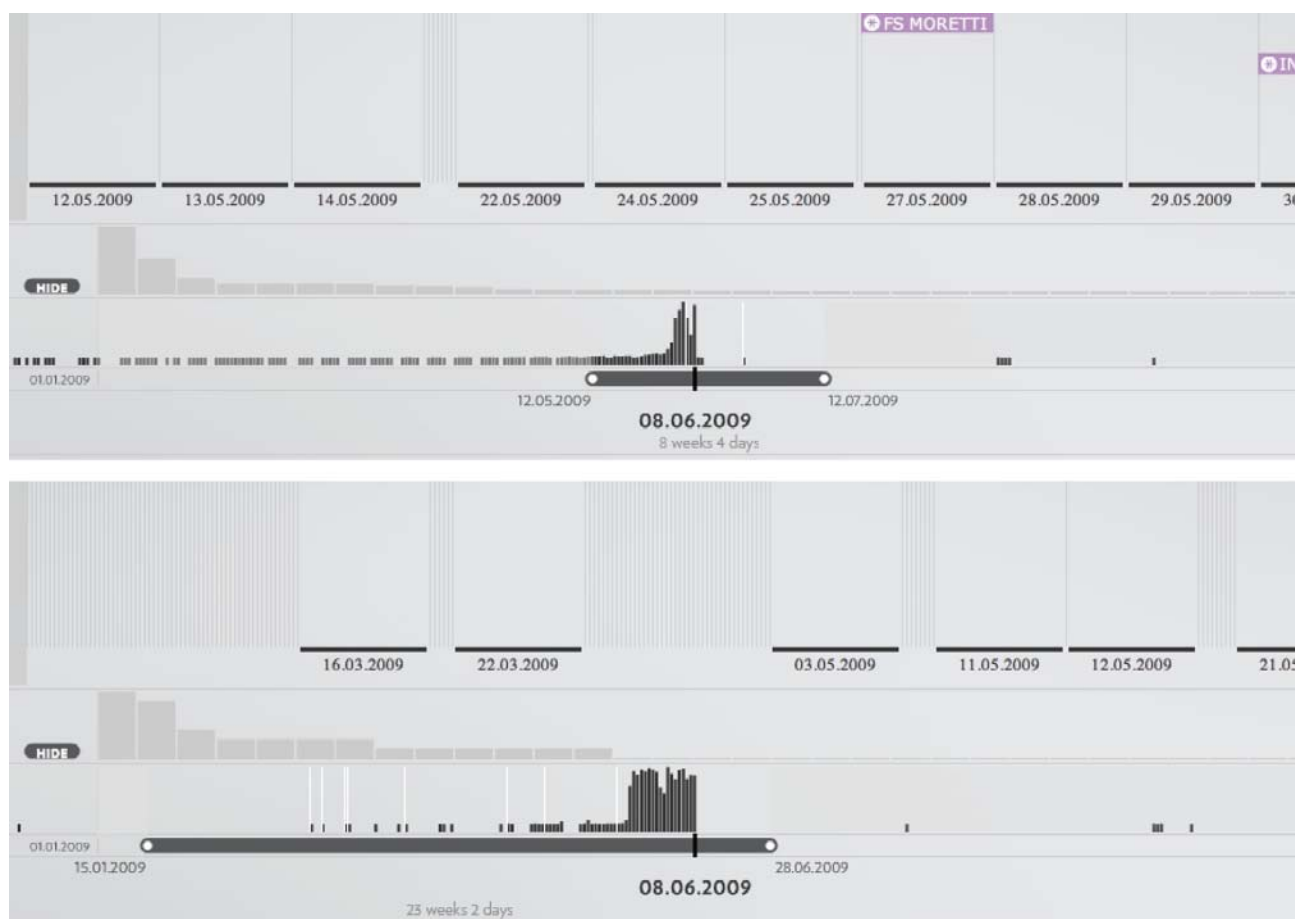 FS MORETTI
IN
12.05.2009 13.05.2009 14.05.2009 22.05.2009 24.05.2009 25.05.2009 27.05.2009 28.05.2009 29.05.2009 3
HIDE
01.01.2009
12.05.2009 12.07.2009
08.06.2009
8 weeks 4 days
16.03.2009 22.03.2009 03.05.2009 11.05.2009 12.05.2009 21.0
HIDE
01.01.2009
15.01.2009 28.06.2009
08.06.2009
23 weeks 2 days